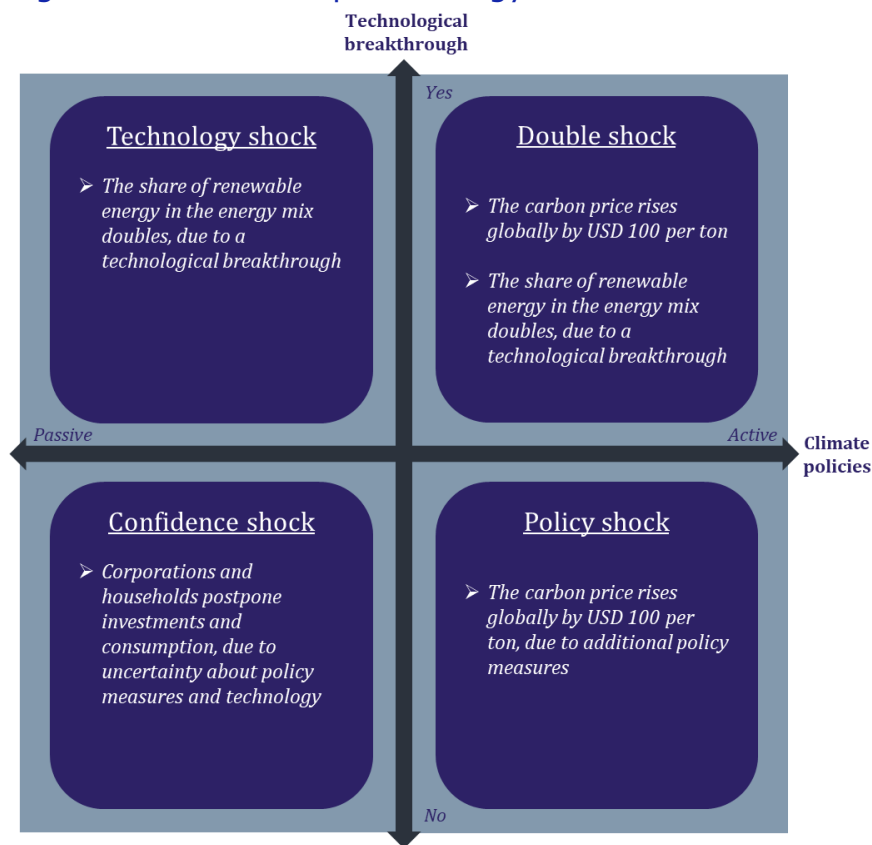 Technological
breakthrough
Yes
Technology shock
➤ The share of renewable
energy in the energy mix
doubles, due to a
technological breakthrough
Double shock
➤ The carbon price rises
globally by USD 100 per ton
➤ The share of renewable
energy in the energy mix
doubles, due to a
technological breakthrough
Passive
Active
Climate
policies
Confidence shock
➤ Corporations and
households postpone
investments and
consumption, due to
uncertainty about policy
measures and technology
Policy shock
➤ The carbon price rises
globally by USD 100 per
ton, due to additional policy
measures
No